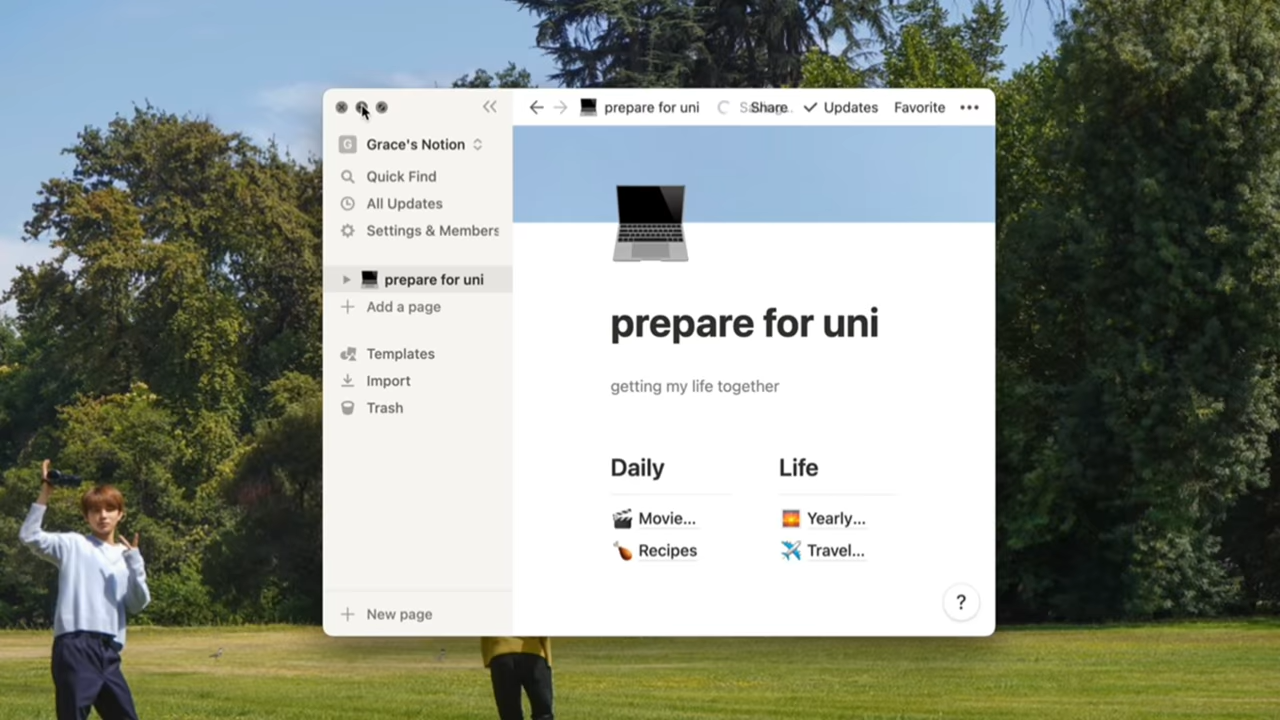 prepare for uni
Share
Updates
Favorite
G
Grace's Notion
Quick Find
All Updates
Settings & Members
prepare for uni
Add a page
Templates
Import
Trash
New page
prepare for uni
getting my life together
Daily
Life
Movie...
Yearly...
Recipes
Travel...
?